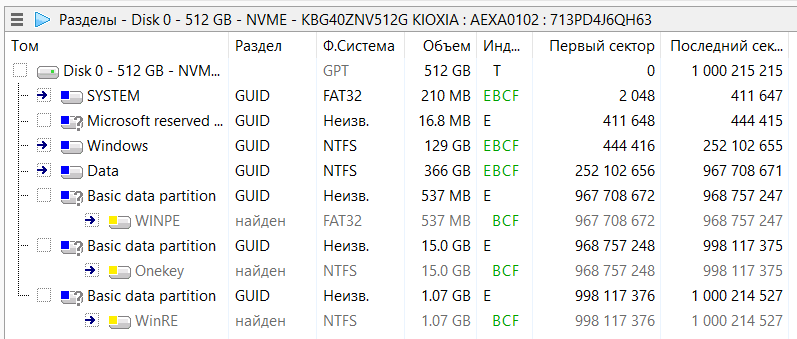 Разделы - Disk 0 - 512 GB - NVME - KBG40ZNV512G KIOXIA : AEXA0102 : 713PD4J6QH63
Том Раздел Ф.Система Объем Инд... Первый сектор Последний сек...
Disk 0 - 512 GB - NVM... GPT 512 GB T 0 1 000 215 215
SYSTEM GUID FAT32 210 MB EBCF 2 048 411 647
Microsoft reserved ... GUID Неизв. 16.8 MB E 411 648 444 415
Windows GUID NTFS 129 GB EBCF 444 416 252 102 655
Data GUID NTFS 366 GB EBCF 252 102 656 967 708 671
Basic data partition GUID Неизв. 537 MB E 967 708 672 968 757 247
WINPE найден FAT32 537 MB BCF 967 708 672 968 757 247
Basic data partition GUID Неизв. 15.0 GB E 968 757 248 998 117 375
Onekey найден NTFS 15.0 GB BCF 968 757 248 998 117 375
Basic data partition GUID Неизв. 1.07 GB E 998 117 376 1 000 214 527
WinRE найден NTFS 1.07 GB BCF 998 117 376 1 000 214 527